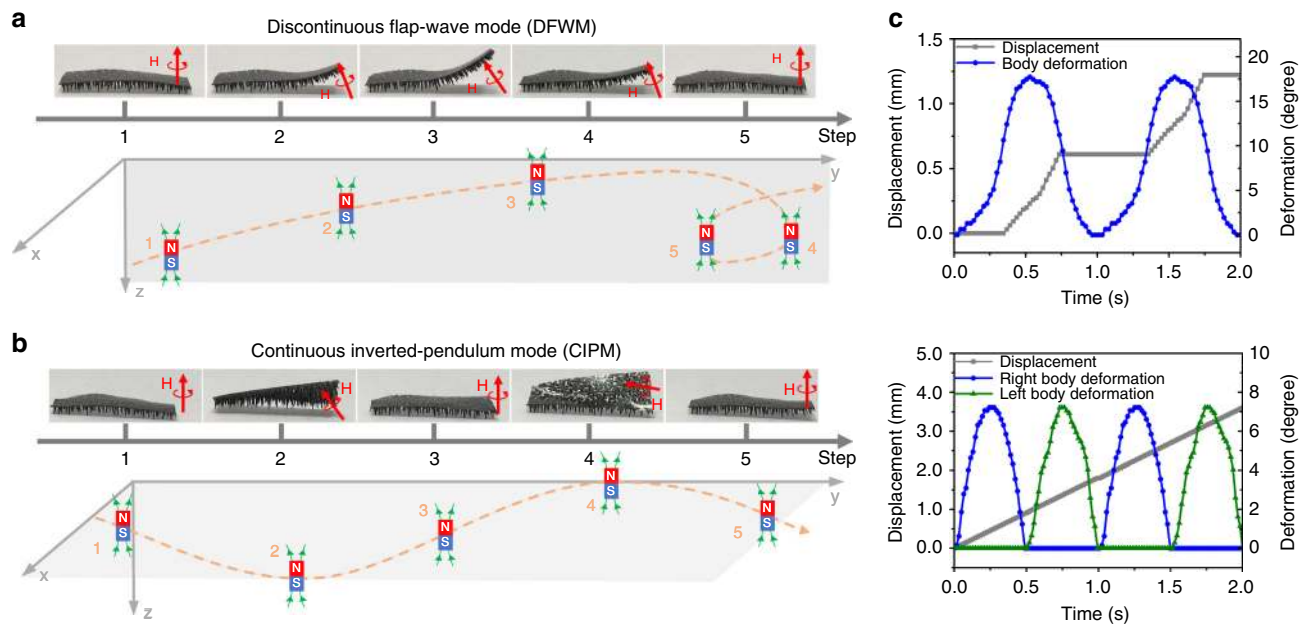 a
Discontinuous flap-wave mode (DFWM)
H
H
H
H
H
1
2
3
4
5
Step
y
x
z
1
N
S
2
N
S
3
N
S
5
N
S
N
S
4
b
Continuous inverted-pendulum mode (CIPM)
H
H
H
H
H
1
2
3
4
5
Step
y
x
z
1
N
S
2
N
S
3
N
S
4
N
S
5
N
S
c
Displacement
Body deformation
Displacement (mm)
1.5
1.0
0.5
0.0
Deformation (degree)
20
15
10
5
0
0.0
0.5
1.0
1.5
2.0
Time (s)
Displacement
Right body deformation
Left body deformation
Displacement (mm)
5.0
4.0
3.0
2.0
1.0
0.0
Deformation (degree)
10
8
6
4
2
0
0.0
0.5
1.0
1.5
2.0
Time (s)